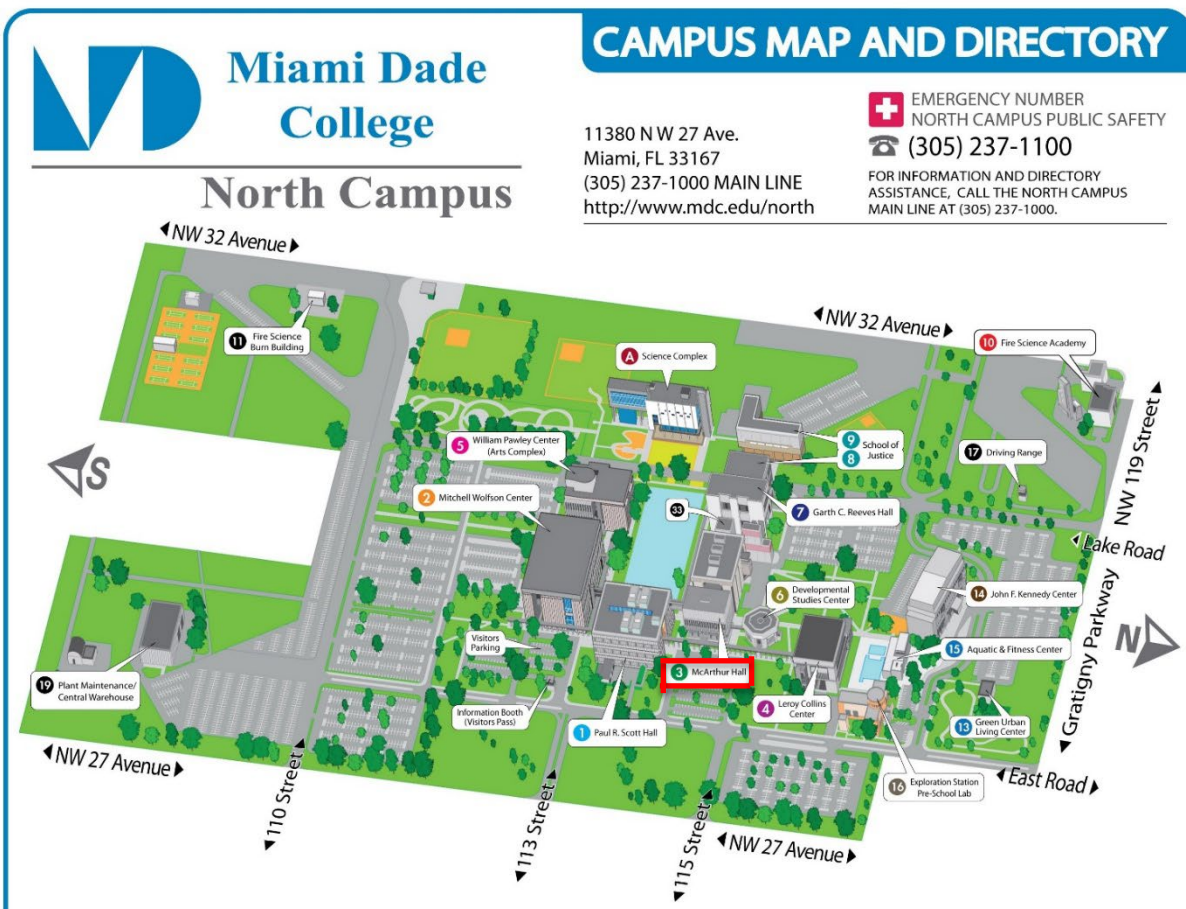 CAMPUS MAP AND DIRECTORY
Miami Dade
College
North Campus
11380 N W 27 Ave.
Miami, FL 33167
(305) 237-1000 MAIN LINE
http://www.mdc.edu/north
EMERGENCY NUMBER
NORTH CAMPUS PUBLIC SAFETY
(305) 237-1100
FOR INFORMATION AND DIRECTORY
ASSISTANCE, CALL THE NORTH CAMPUS
MAIN LINE AT (305) 237-1000.
NW 32 Avenue
NW 32 Avenue
11 Fire Science
Burn Building
A Science Complex
10 Fire Science Academy
5 William Pawley Center
(Arts Complex)
9 School of
8 Justice
17 Driving Range
NW 119 Street
S
2 Mitchell Wolfson Center
33
7 Garth C. Reeves Hall
Lake Road
6 Developmental
Studies Center
14 John F. Kennedy Center
Gratigny Parkway
N
Visitors
Parking
15 Aquatic & Fitness Center
3 McArthur Hall
19 Plant Maintenance/
Central Warehouse
Information Booth
(Visitors Pass)
1 Paul R. Scott Hall
4 Leroy Collins
Center
13 Green Urban
Living Center
16 Exploration Station
Pre-School Lab
East Road
NW 27 Avenue
110 Street
113 Street
115 Street
NW 27 Avenue